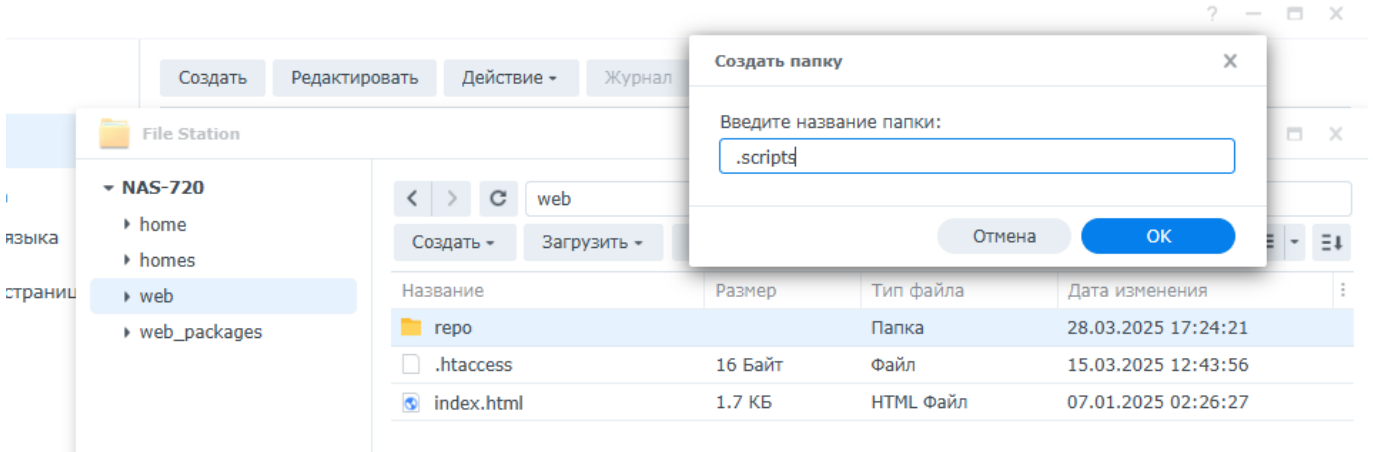 Создать Редактировать Действие Журнал
Создать папку
Введите название папки:
.scripts
Отмена OK
File Station
NAS-720
home
homes
web
web_packages
языка
страниц
web
Создать Загрузить
Название Размер Тип файла Дата изменения
repo Папка 28.03.2025 17:24:21
.htaccess 16 Байт Файл 15.03.2025 12:43:56
index.html 1.7 КБ HTML Файл 07.01.2025 02:26:27